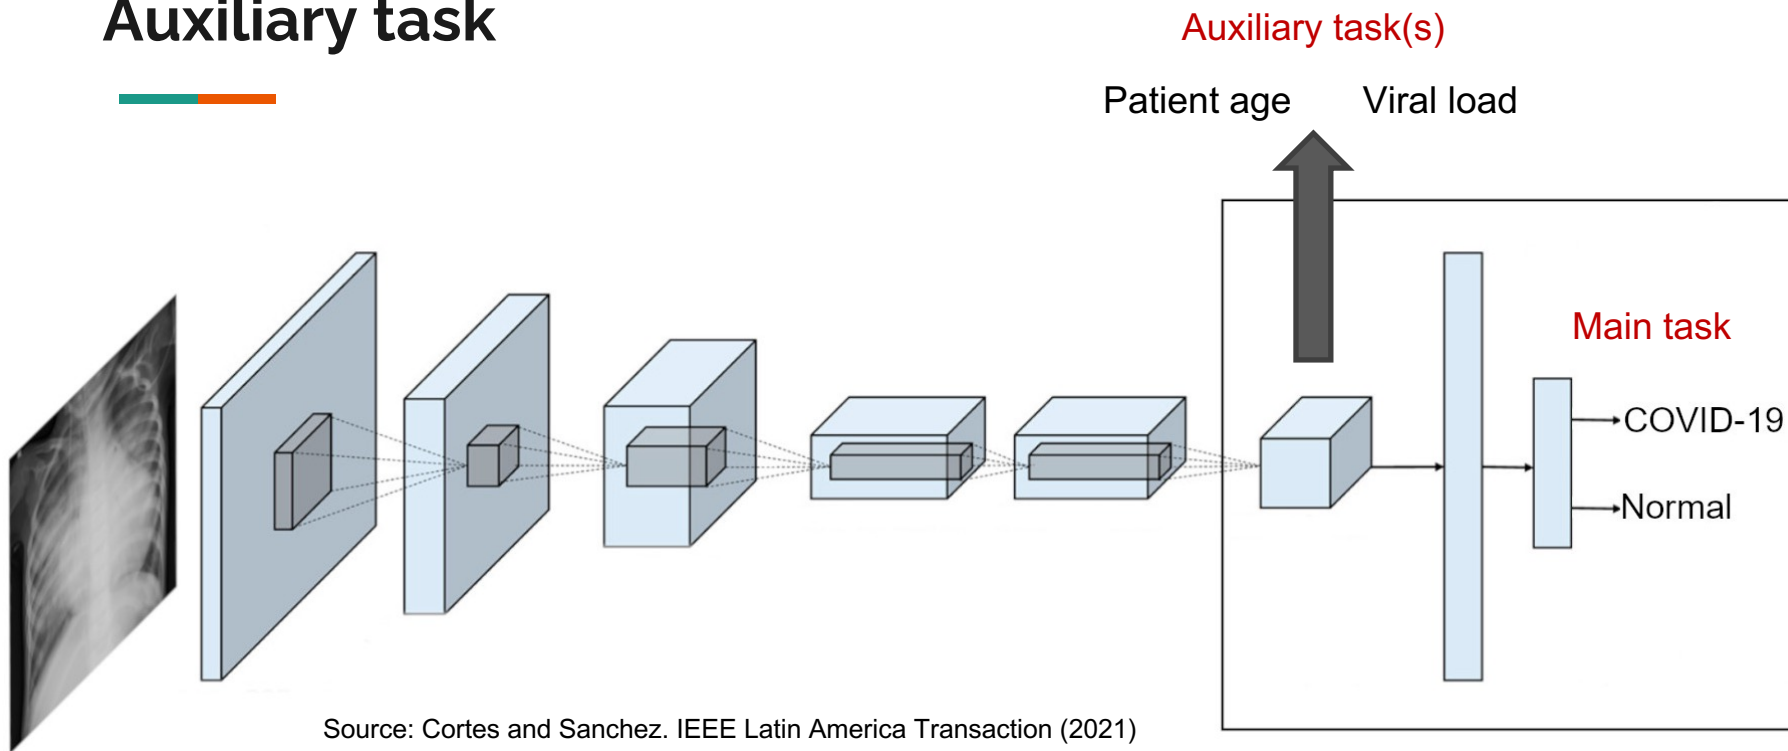 Auxiliary task
Auxiliary task(s)
Patient age Viral load
Main task
COVID-19
Normal
Source: Cortes and Sanchez. IEEE Latin America Transaction (2021)